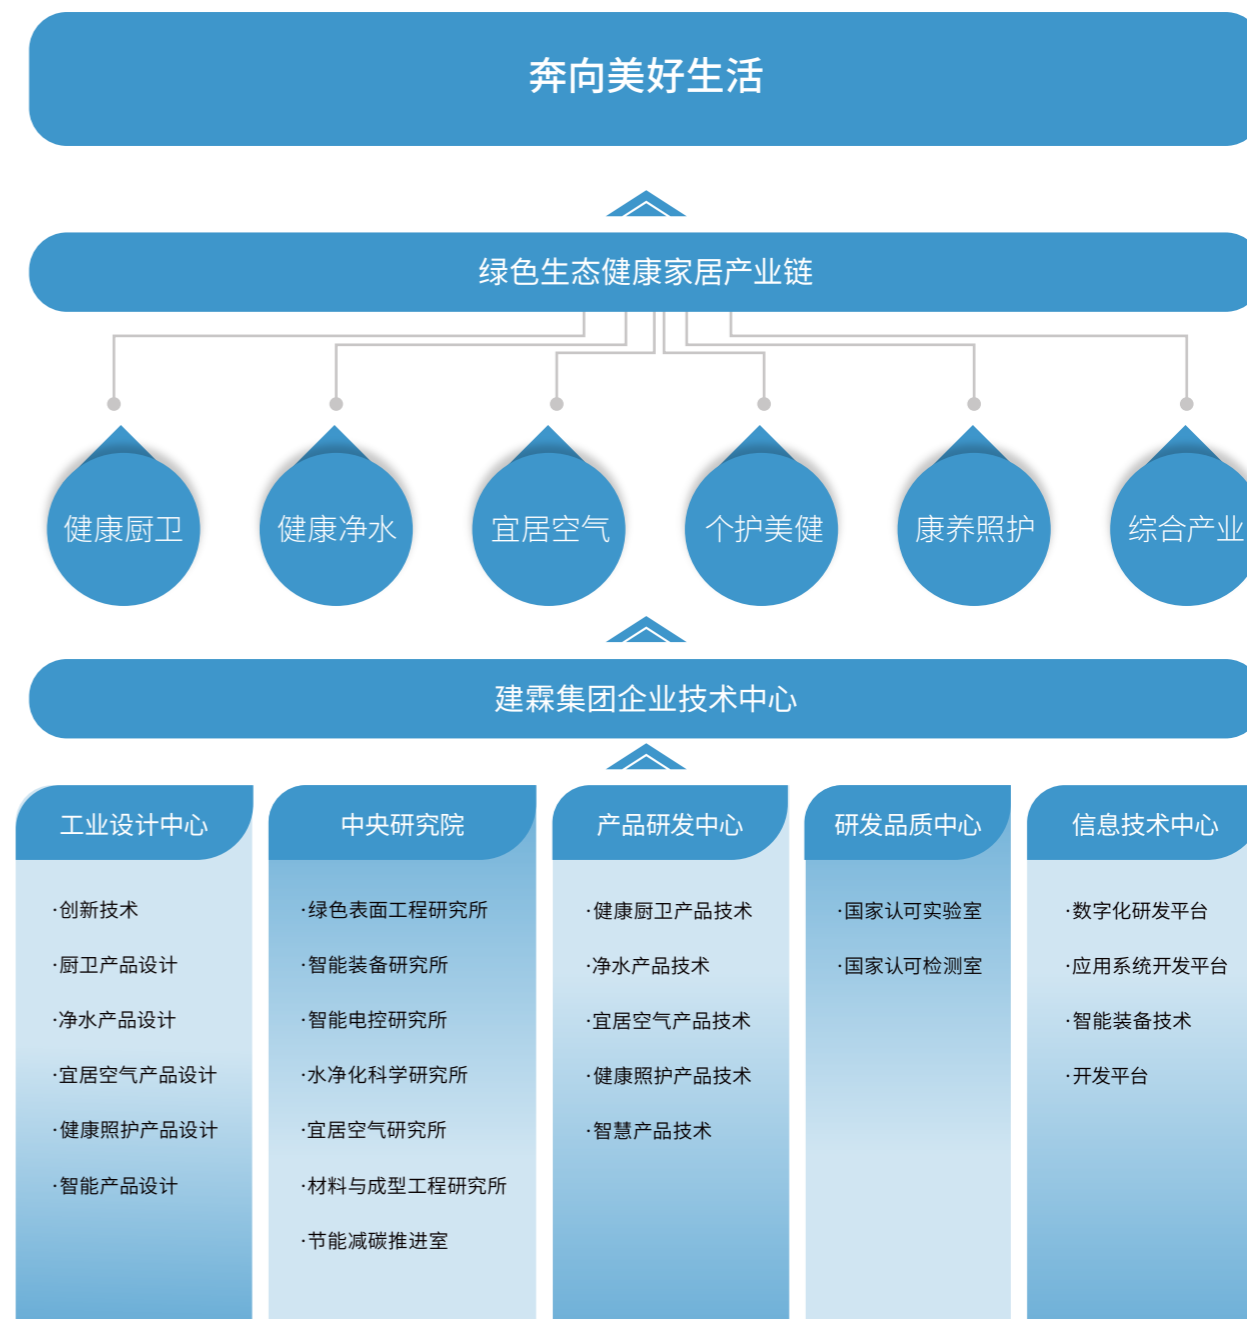 奔向美好生活
绿色生态健康家居产业链
健康厨卫
健康净水
宜居空气
个护美健
康养照护
综合产业
建霖集团企业技术中心
工业设计中心
·创新技术
·厨卫产品设计
·净水产品设计
·宜居空气产品设计
·健康照护产品设计
·智能产品设计
中央研究院
·绿色表面工程研究所
·智能装备研究所
·智能电控研究所
·水净化科学研究所
·宜居空气研究所
·材料与成型工程研究所
·节能减碳推进室
产品研发中心
·健康厨卫产品技术
·净水产品技术
·宜居空气产品技术
·健康照护产品技术
·智慧产品技术
研发品质中心
·国家认可实验室
·国家认可检测室
信息技术中心
·数字化研发平台
·应用系统开发平台
·智能装备技术
·开发平台